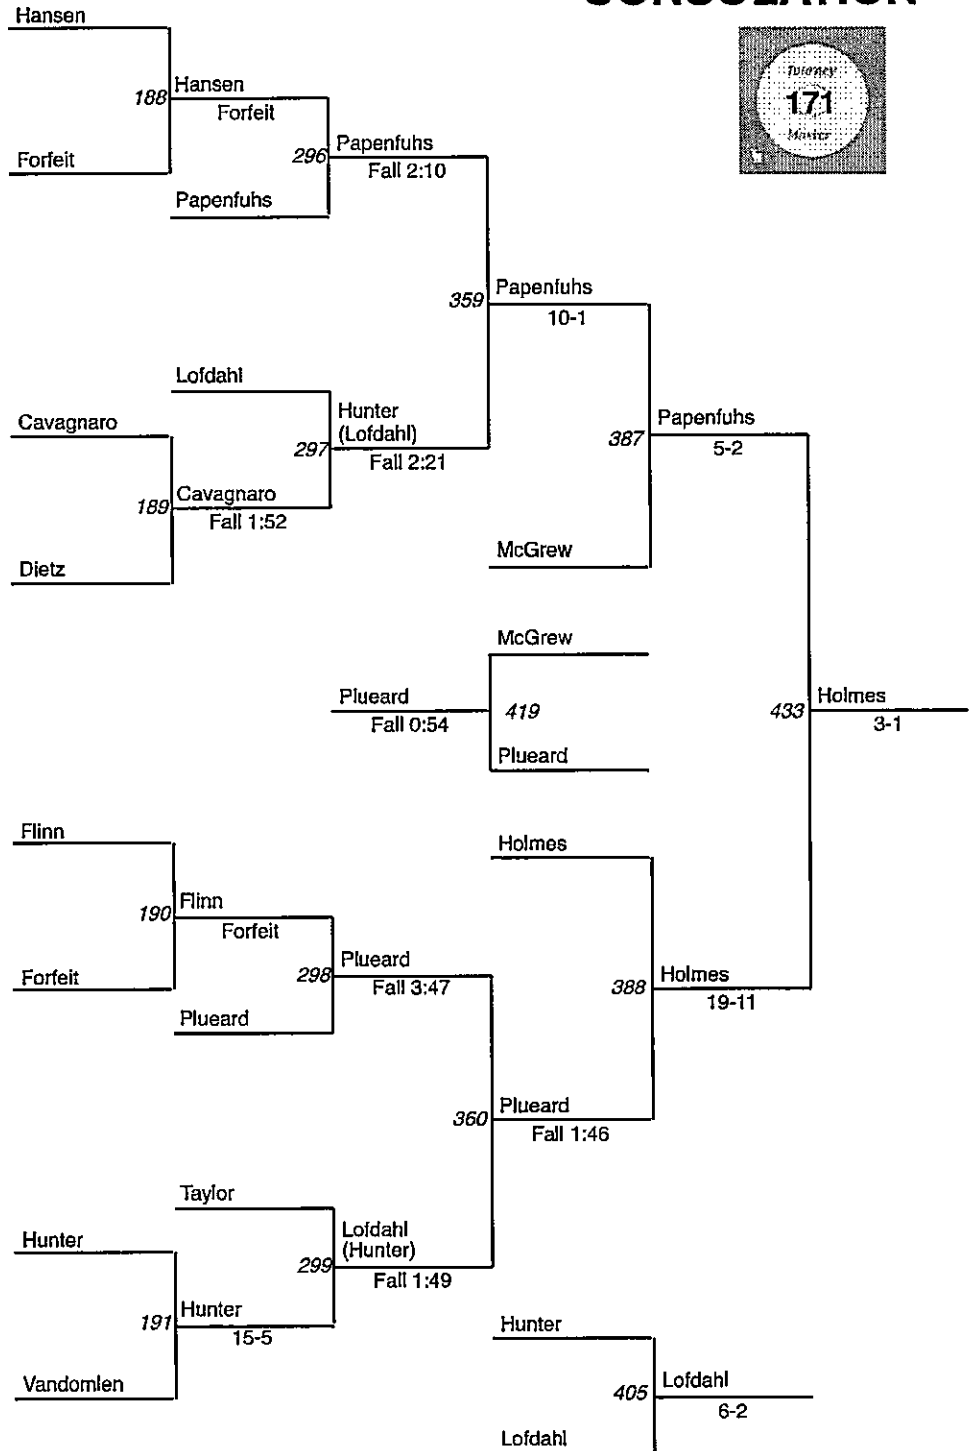 Hansen
188
Hansen
Forfeit
Forfeit
296
Papenfuhs
Fall 2:10
Papenfuhs
Tourney
171
Master
359
Papenfuhs
10-1
Lofdahl
Cavagnaro
Hunter
(Lofdahl)
297
Fall 2:21
387
Papenfuhs
5-2
189
Cavagnaro
Fall 1:52
Dietz
McGrew
McGrew
Plueard
Fall 0:54
419
Plueard
433
Holmes
3-1
Flinn
Holmes
190
Flinn
Forfeit
Forfeit
298
Plueard
Fall 3:47
Plueard
388
Holmes
19-11
360
Plueard
Fall 1:46
Taylor
Hunter
Lofdahl
(Hunter)
299
Fall 1:49
191
Hunter
15-5
Vandomlen
Hunter
405
Lofdahl
6-2
Lofdahl